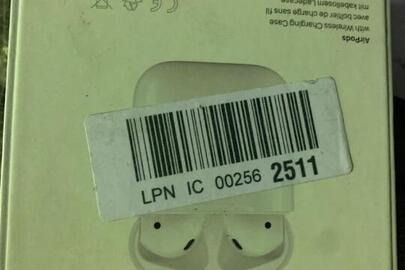 AirPods
with Wireless Charging Case
avec boîtier de charge sans fil
mit kabellosem Ladecase
LPN IC 00256 2511